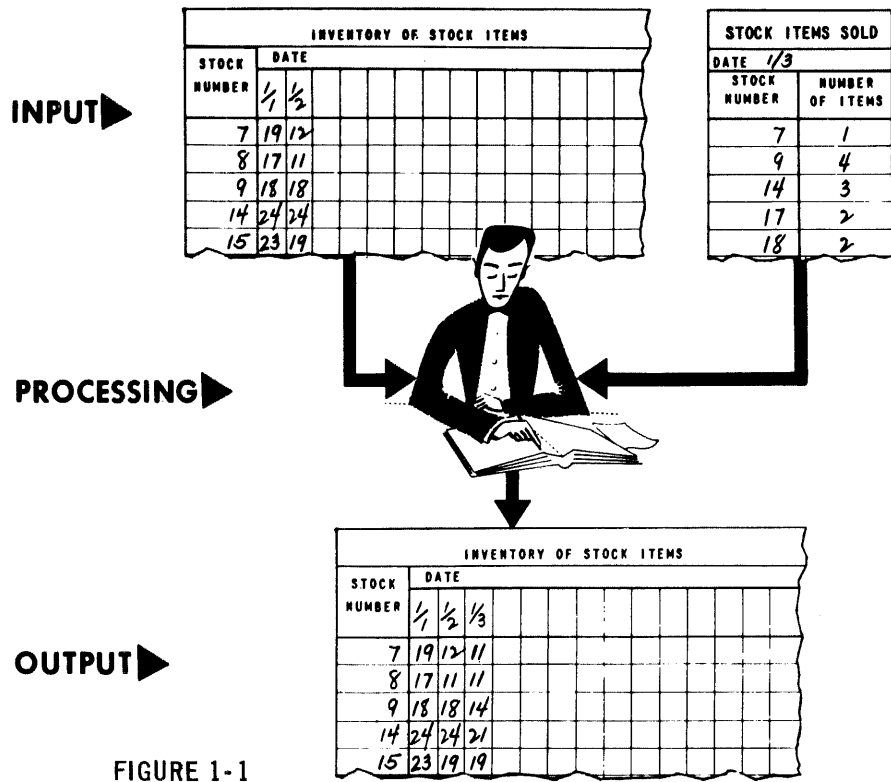 INVENTORY OF STOCK ITEMS
STOCK NUMBER DATE
1/1 1/2
7 19 12
8 17 11
9 18 18
14 24 24
15 23 19
STOCK ITEMS SOLD
DATE 1/3
STOCK NUMBER NUMBER OF ITEMS
7 1
9 4
14 3
17 2
18 2
INPUT
PROCESSING
INVENTORY OF STOCK ITEMS
STOCK NUMBER DATE
1/1 1/2 1/3
7 19 12 11
8 17 11 11
9 18 18 14
14 24 24 21
15 23 19 19
OUTPUT
FIGURE 1-1